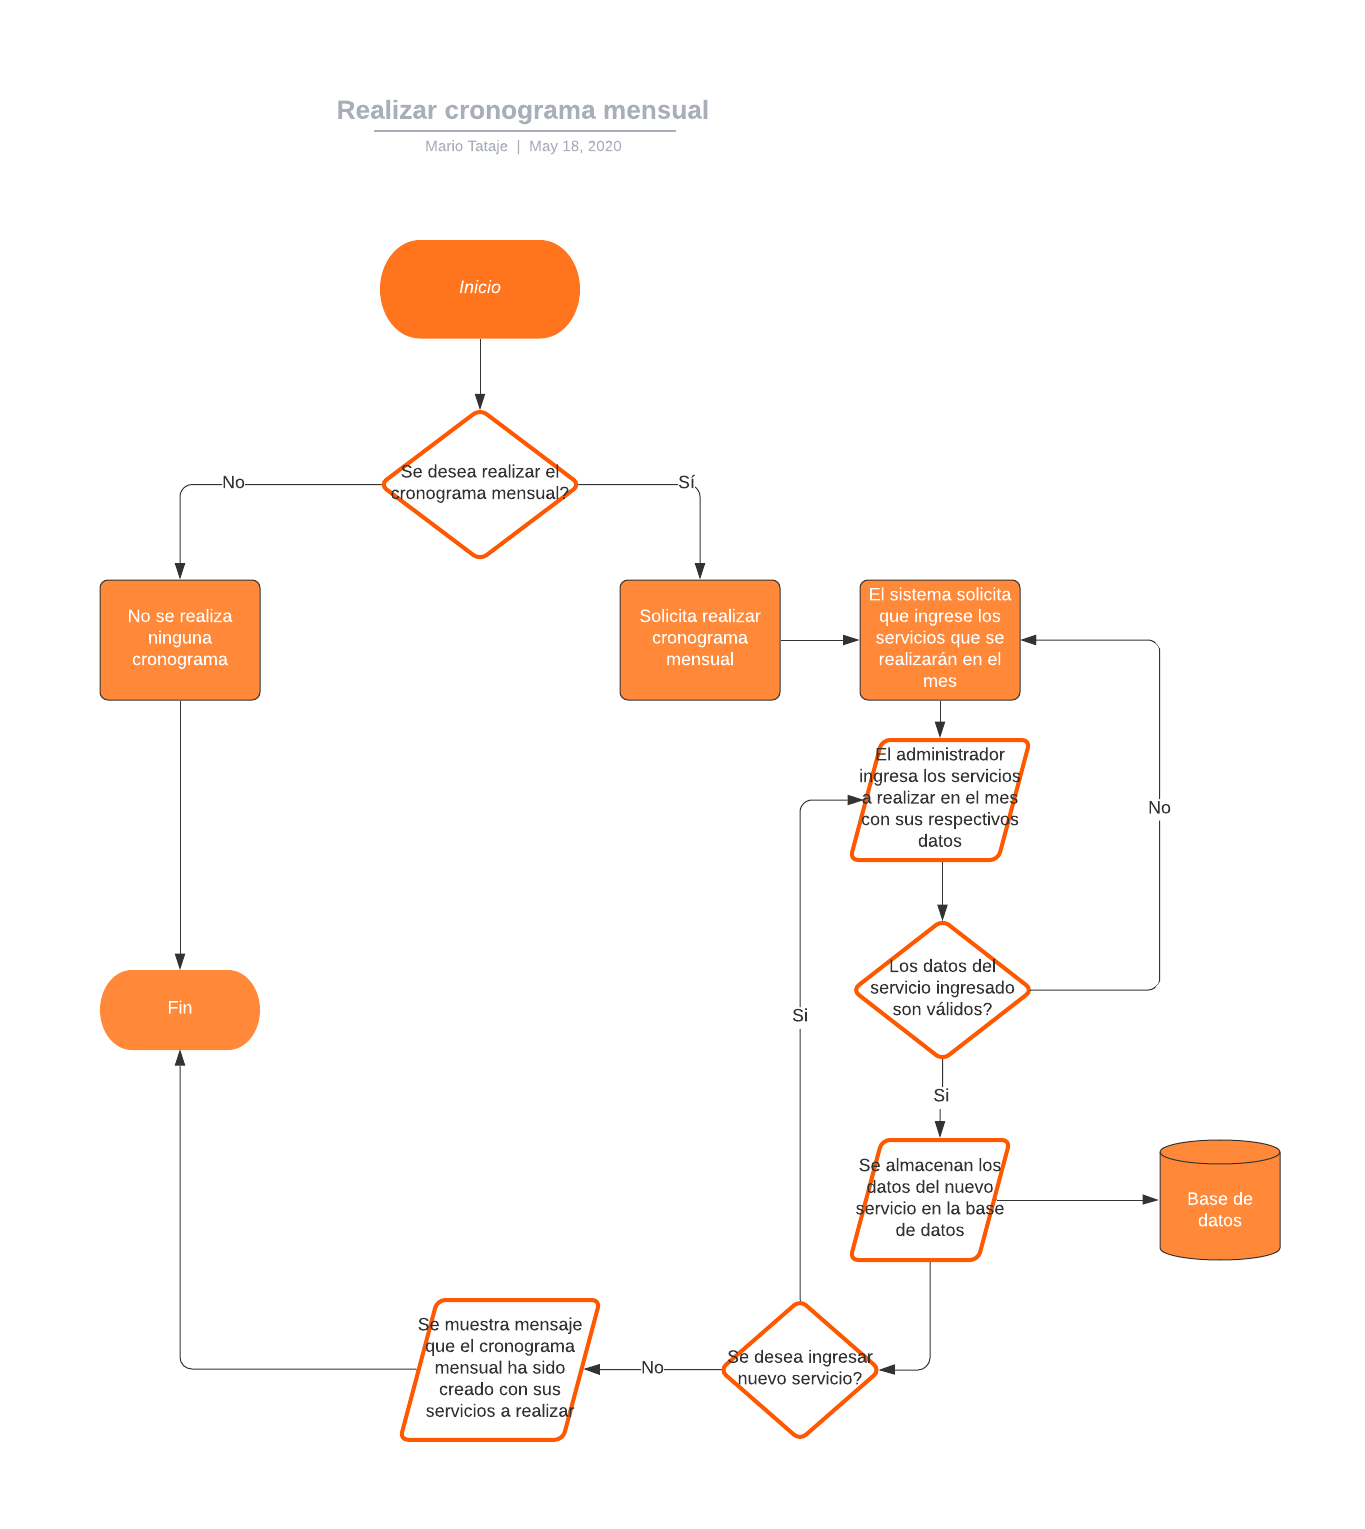 Realizar cronograma mensual
Mario Tataje | May 18, 2020
Inicio
Se desea realizar el
cronograma mensual?
No
Sí
No se realiza
ninguna
cronograma
Solicita realizar
cronograma
mensual
El sistema solicita
que ingrese los
servicios que se
realizarán en el
mes
El administrador
ingresa los servicios
a realizar en el mes
con sus respectivos
datos
No
Los datos del
servicio ingresado
son válidos?
Fin
Si
Si
Se almacenan los
datos del nuevo
servicio en la base
de datos
Base de
datos
Se muestra mensaje
que el cronograma
mensual ha sido
creado con sus
servicios a realizar
No
Se desea ingresar
nuevo servicio?